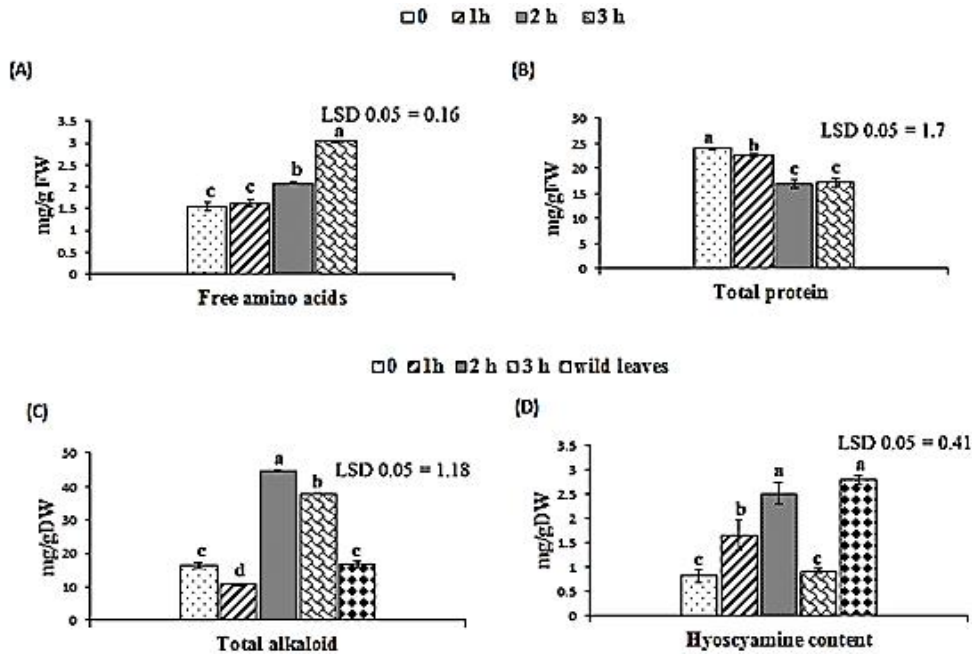 0 1h 2 h 3 h
(A)
(B)
LSD 0.05 = 0.16
LSD 0.05 = 1.7
mg/g FW
3.5
3
2.5
2
1.5
1
0.5
0
c c b a
Free amino acids
mg/gFW
30
25
20
15
10
5
0
a b c c
Total protein
0 1h 2 h 3 h wild leaves
(C)
(D)
LSD 0.05 = 1.18
LSD 0.05 = 0.41
mg/gDW
50
40
30
20
10
0
c d a b c
Total alkaloid
mg/gDW
3.5
3
2.5
2
1.5
1
0.5
0
c b a c a
Hyoscyamine content